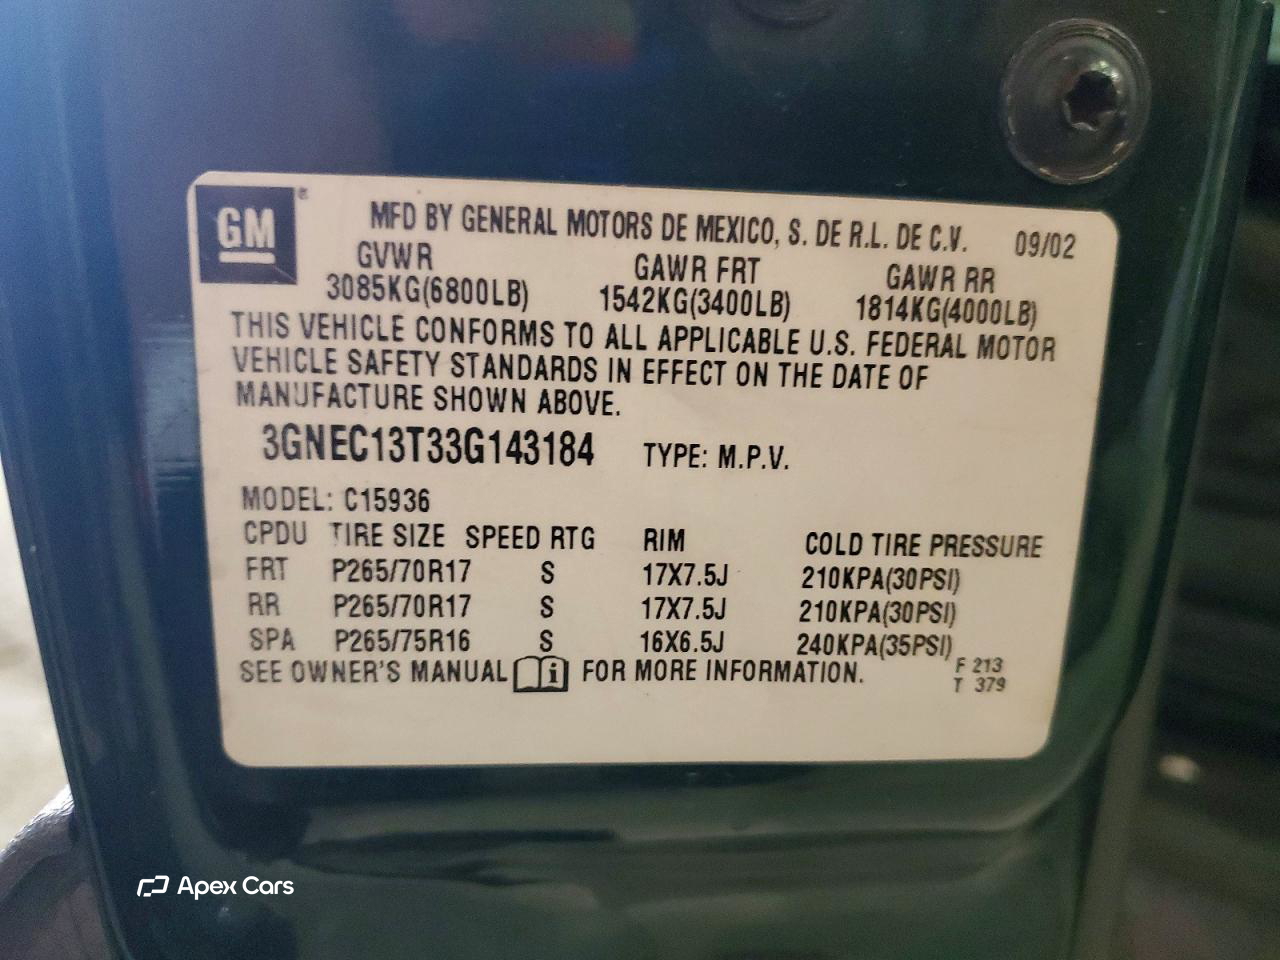 GM®
MFD BY GENERAL MOTORS DE MEXICO, S. DE R.L. DE C.V. 09/02
GVWR GAWR FRT GAWR RR
3085KG(6800LB) 1542KG(3400LB) 1814KG(4000LB)
THIS VEHICLE CONFORMS TO ALL APPLICABLE U.S. FEDERAL MOTOR
VEHICLE SAFETY STANDARDS IN EFFECT ON THE DATE OF
MANUFACTURE SHOWN ABOVE.
3GNEC13T33G143184 TYPE: M.P.V.
MODEL: C15936
CPDU TIRE SIZE SPEED RTG RIM COLD TIRE PRESSURE
FRT P265/70R17 S 17X7.5J 210KPA(30PSI)
RR P265/70R17 S 17X7.5J 210KPA(30PSI)
SPA P265/75R16 S 16X6.5J 240KPA(35PSI)
SEE OWNER'S MANUAL i FOR MORE INFORMATION.
F 213
T 379
Apex Cars